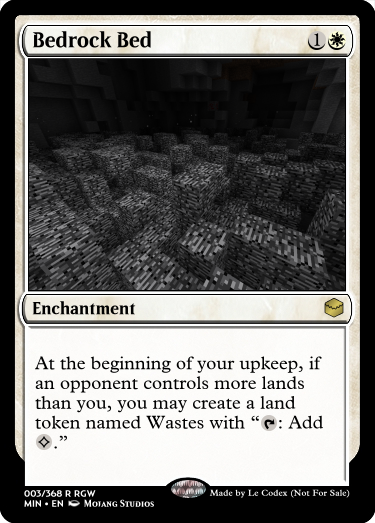 Bedrock Bed 1
Enchantment
At the beginning of your upkeep, if
an opponent controls more lands
than you, you may create a land
token named Wastes with “: Add
.”
003/368 R RGW
MIN • EN Mojang Studios
Made by Le Codex (Not For Sale)